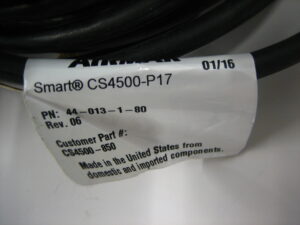 01/16
Smart® CS4500-P17
PN: 44-013-1-80
Rev. 06
Customer Part #:
CS4500-850
Made in the United States from
domestic and imported components.